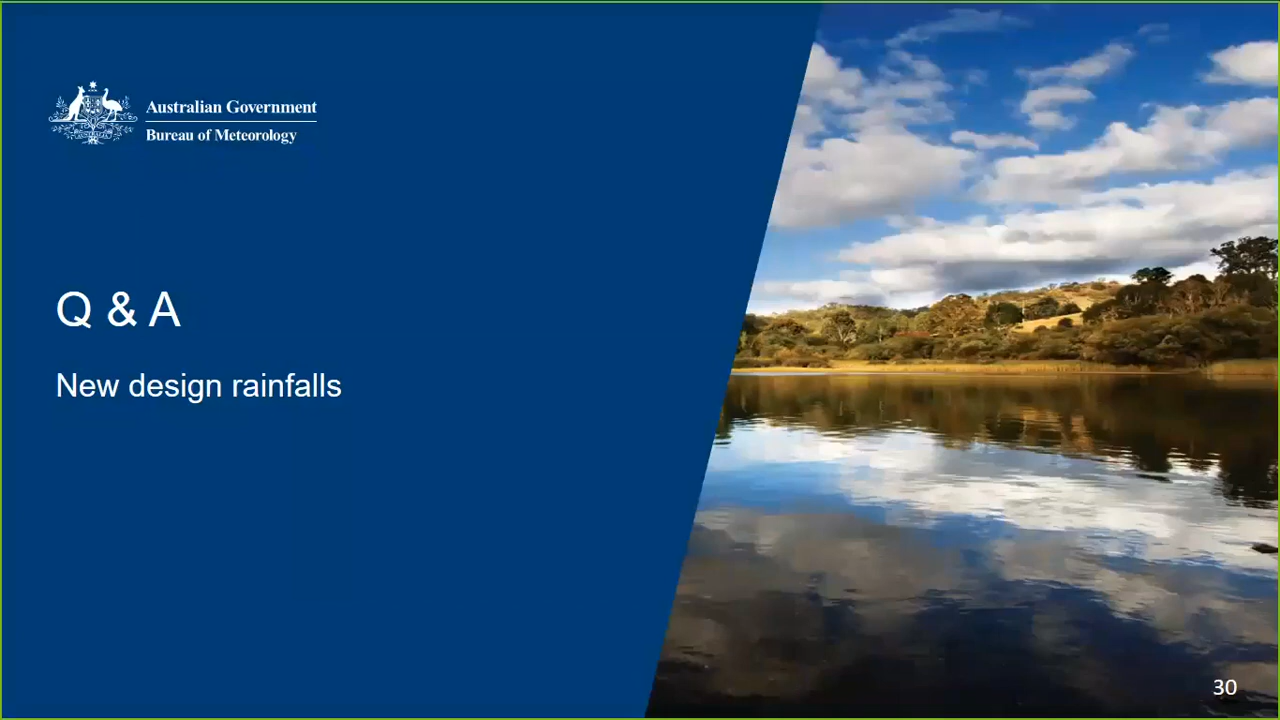 Australian Government
Bureau of Meteorology
Q & A
New design rainfalls
30